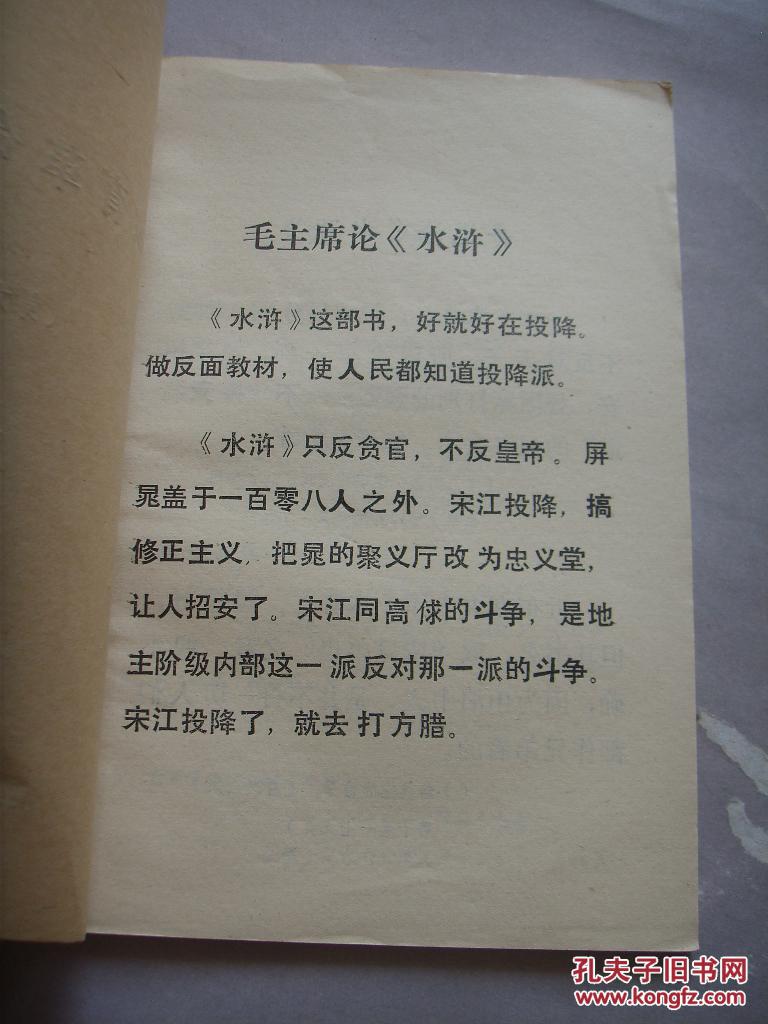 毛主席论《水浒》
《水浒》这部书，好就好在投降。
做反面教材，使人民都知道投降派。
《水浒》只反贪官，不反皇帝。屏
晁盖于一百零八人之外。宋江投降，搞
修正主义，把晁的聚义厅改为忠义堂，
让人招安了。宋江同高俅的斗争，是地
主阶级内部这一派反对那一派的斗争。
宋江投降了，就去打方腊。
孔夫子旧书网
www.kongfz.com